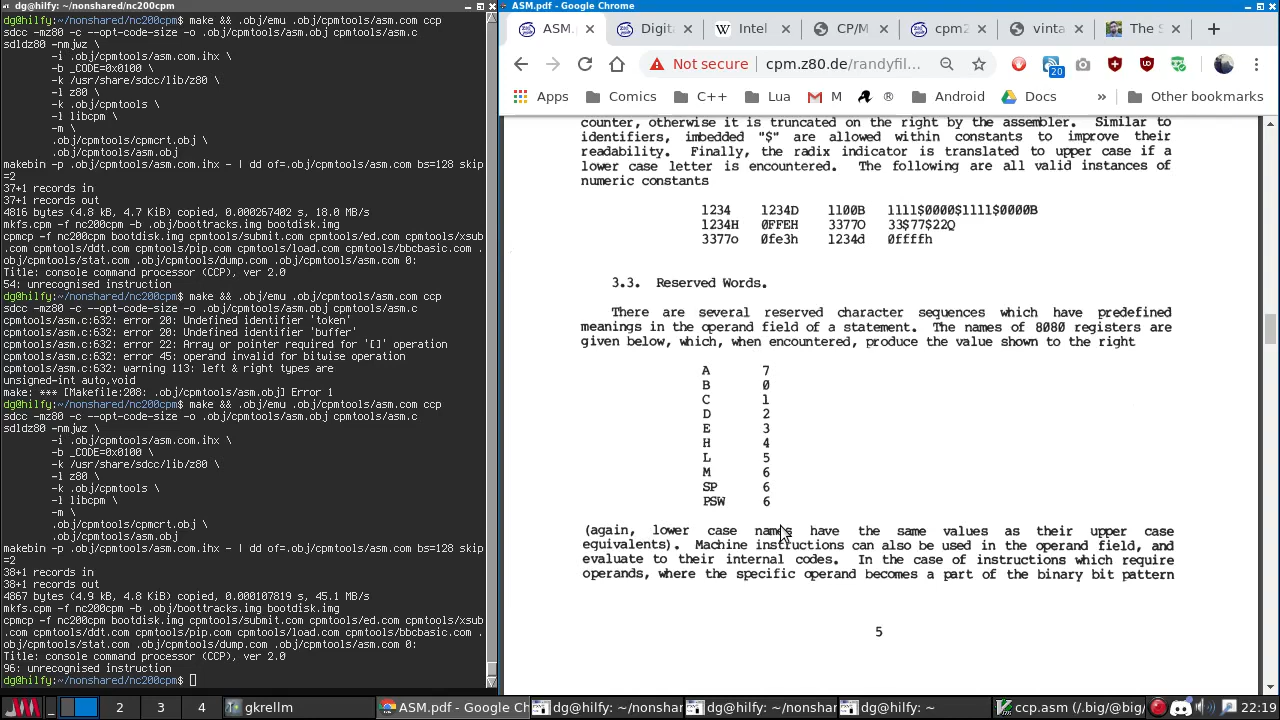 dg@hilfy: ~/nonshared/nc200cpm
dg@hilfy:~/nonshared/nc200cpm$ make && .obj/emu .obj/cpmtools/asm.com ccp
sdcc -mz80 -c --opt-code-size -o .obj/cpmtools/asm.obj cpmtools/asm.c
sdldz80 -nmjwz \
-i .obj/cpmtools/asm.com.ihx \
-b _CODE=0x0100 \
-k /usr/share/sdcc/lib/z80 \
-l z80 \
-k .obj/cpmtools \
-l libcpm \
-m \
.obj/cpmtools/cpmcrt.obj \
.obj/cpmtools/asm.obj
makebin -p .obj/cpmtools/asm.com.ihx - | dd of=.obj/cpmtools/asm.com bs=128 skip
=2
37+1 records in
37+1 records out
4816 bytes (4.8 kB, 4.7 KiB) copied, 0.000267402 s, 18.0 MB/s
mkfs.cpm -f nc200cpm -b .obj/boottracks.img bootdisk.img
cpmcp -f nc200cpm bootdisk.img cpmtools/submit.com cpmtools/ed.com cpmtools/xsub
.com cpmtools/ddt.com cpmtools/pip.com cpmtools/load.com cpmtools/bbcbasic.com .
obj/cpmtools/stat.com .obj/cpmtools/dump.com .obj/cpmtools/asm.com 0:
Title: console command processor (CCP), ver 2.0
54: unrecognised instruction
dg@hilfy:~/nonshared/nc200cpm$ make && .obj/emu .obj/cpmtools/asm.com ccp
sdcc -mz80 -c --opt-code-size -o .obj/cpmtools/asm.obj cpmtools/asm.c
cpmtools/asm.c:632: error 20: Undefined identifier 'token'
cpmtools/asm.c:632: error 20: Undefined identifier 'buffer'
cpmtools/asm.c:632: error 22: Array or pointer required for '[]' operation
cpmtools/asm.c:632: error 45: operand invalid for bitwise operation
cpmtools/asm.c:632: warning 113: left & right types are
unsigned-int auto,void
make: *** [Makefile:208: .obj/cpmtools/asm.obj] Error 1
dg@hilfy:~/nonshared/nc200cpm$ make && .obj/emu .obj/cpmtools/asm.com ccp
sdcc -mz80 -c --opt-code-size -o .obj/cpmtools/asm.obj cpmtools/asm.c
sdldz80 -nmjwz \
-i .obj/cpmtools/asm.com.ihx \
-b _CODE=0x0100 \
-k /usr/share/sdcc/lib/z80 \
-l z80 \
-k .obj/cpmtools \
-l libcpm \
-m \
.obj/cpmtools/cpmcrt.obj \
.obj/cpmtools/asm.obj
makebin -p .obj/cpmtools/asm.com.ihx - | dd of=.obj/cpmtools/asm.com bs=128 skip
=2
38+1 records in
38+1 records out
4867 bytes (4.9 kB, 4.8 KiB) copied, 0.000107819 s, 45.1 MB/s
mkfs.cpm -f nc200cpm -b .obj/boottracks.img bootdisk.img
cpmcp -f nc200cpm bootdisk.img cpmtools/submit.com cpmtools/ed.com cpmtools/xsub
.com cpmtools/ddt.com cpmtools/pip.com cpmtools/load.com cpmtools/bbcbasic.com .
obj/cpmtools/stat.com .obj/cpmtools/dump.com .obj/cpmtools/asm.com 0:
Title: console command processor (CCP), ver 2.0
96: unrecognised instruction
dg@hilfy:~/nonshared/nc200cpm$
ASM.pdf - Google Chrome
ASM. Digit Intel CP/M cpm2 vinta The S
Not secure cpm.z80.de/randyfil... 20
Apps Comics C++ Lua M Android Docs » Other bookmarks
counter, otherwise it is truncated on the right by the assembler. Similar to
identifiers, imbedded "$" are allowed within constants to improve their
readability. Finally, the radix indicator is translated to upper case if a
lower case letter is encountered. The following are all valid instances of
numeric constants
1234 1234D 1100B 1111$0000$1111$0000B
1234H 0FFEH 3377O 33$77$22Q
3377o 0fe3h 1234d 0ffffh
3.3. Reserved Words.
There are several reserved character sequences which have predefined
meanings in the operand field of a statement. The names of 8080 registers are
given below, which, when encountered, produce the value shown to the right
A 7
B 0
C 1
D 2
E 3
H 4
L 5
M 6
SP 6
PSW 6
(again, lower case names have the same values as their upper case
equivalents). Machine instructions can also be used in the operand field, and
evaluate to their internal codes. In the case of instructions which require
operands, where the specific operand becomes a part of the binary bit pattern
5
2 3 4 gkrellm ASM.pdf - Google Ch dg@hilfy: ~/nonshar dg@hilfy: ~/nonshar dg@hilfy: ~ ccp.asm (/.big/@big/ 22:19